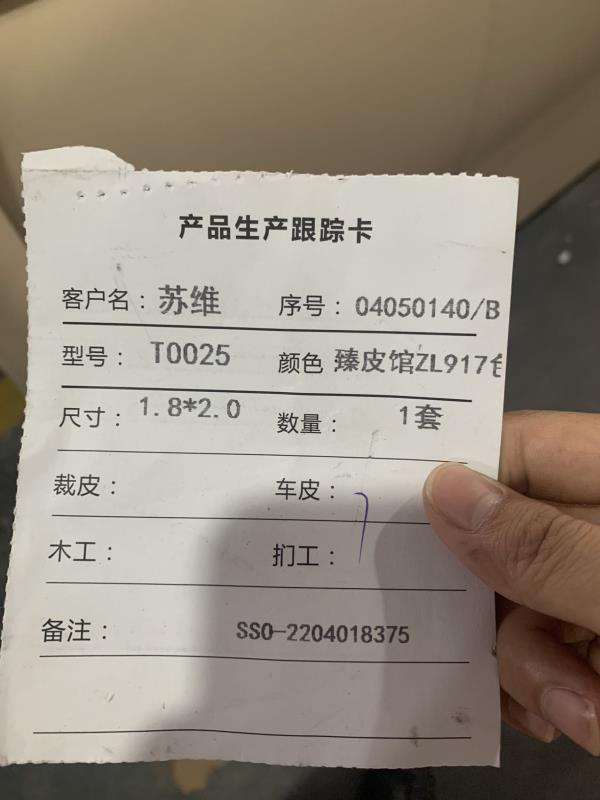 产品生产跟踪卡
客户名：苏维 序号：04050140/B
型号：T0025 颜色 臻皮馆ZL917
尺寸：1.8*2.0 数量：1套
裁皮： 车皮：
木工： 扪工：
备注： SSO-2204018375